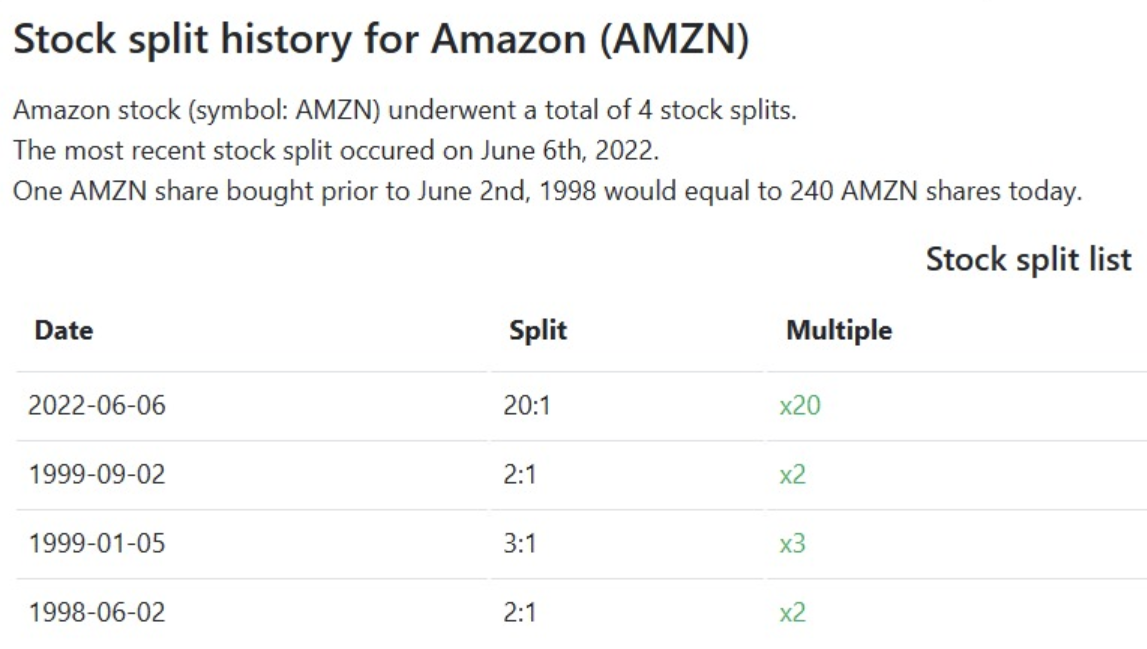 Stock split history for Amazon (AMZN)
Amazon stock (symbol: AMZN) underwent a total of 4 stock splits.
The most recent stock split occured on June 6th, 2022.
One AMZN share bought prior to June 2nd, 1998 would equal to 240 AMZN shares today.
Stock split list
Date Split Multiple
2022-06-06 20:1 x20
1999-09-02 2:1 x2
1999-01-05 3:1 x3
1998-06-02 2:1 x2